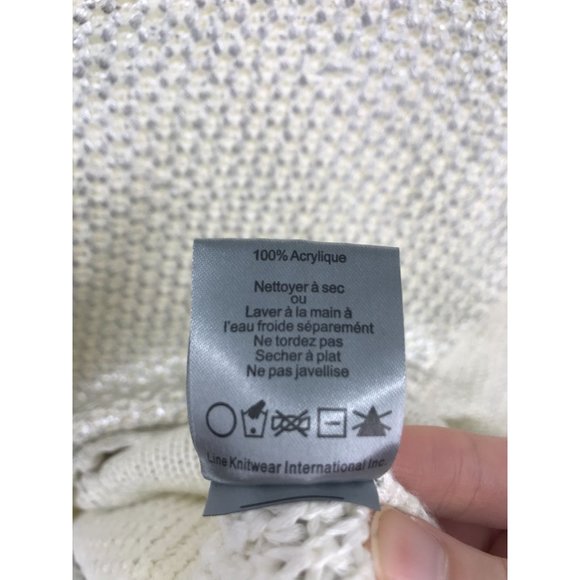 100% Acrylique
Nettoyer à sec
ou
Laver à la main à
l'eau froide séparemént
Ne tordez pas
Secher à plat
Ne pas javellise
Line Knitwear International Inc.